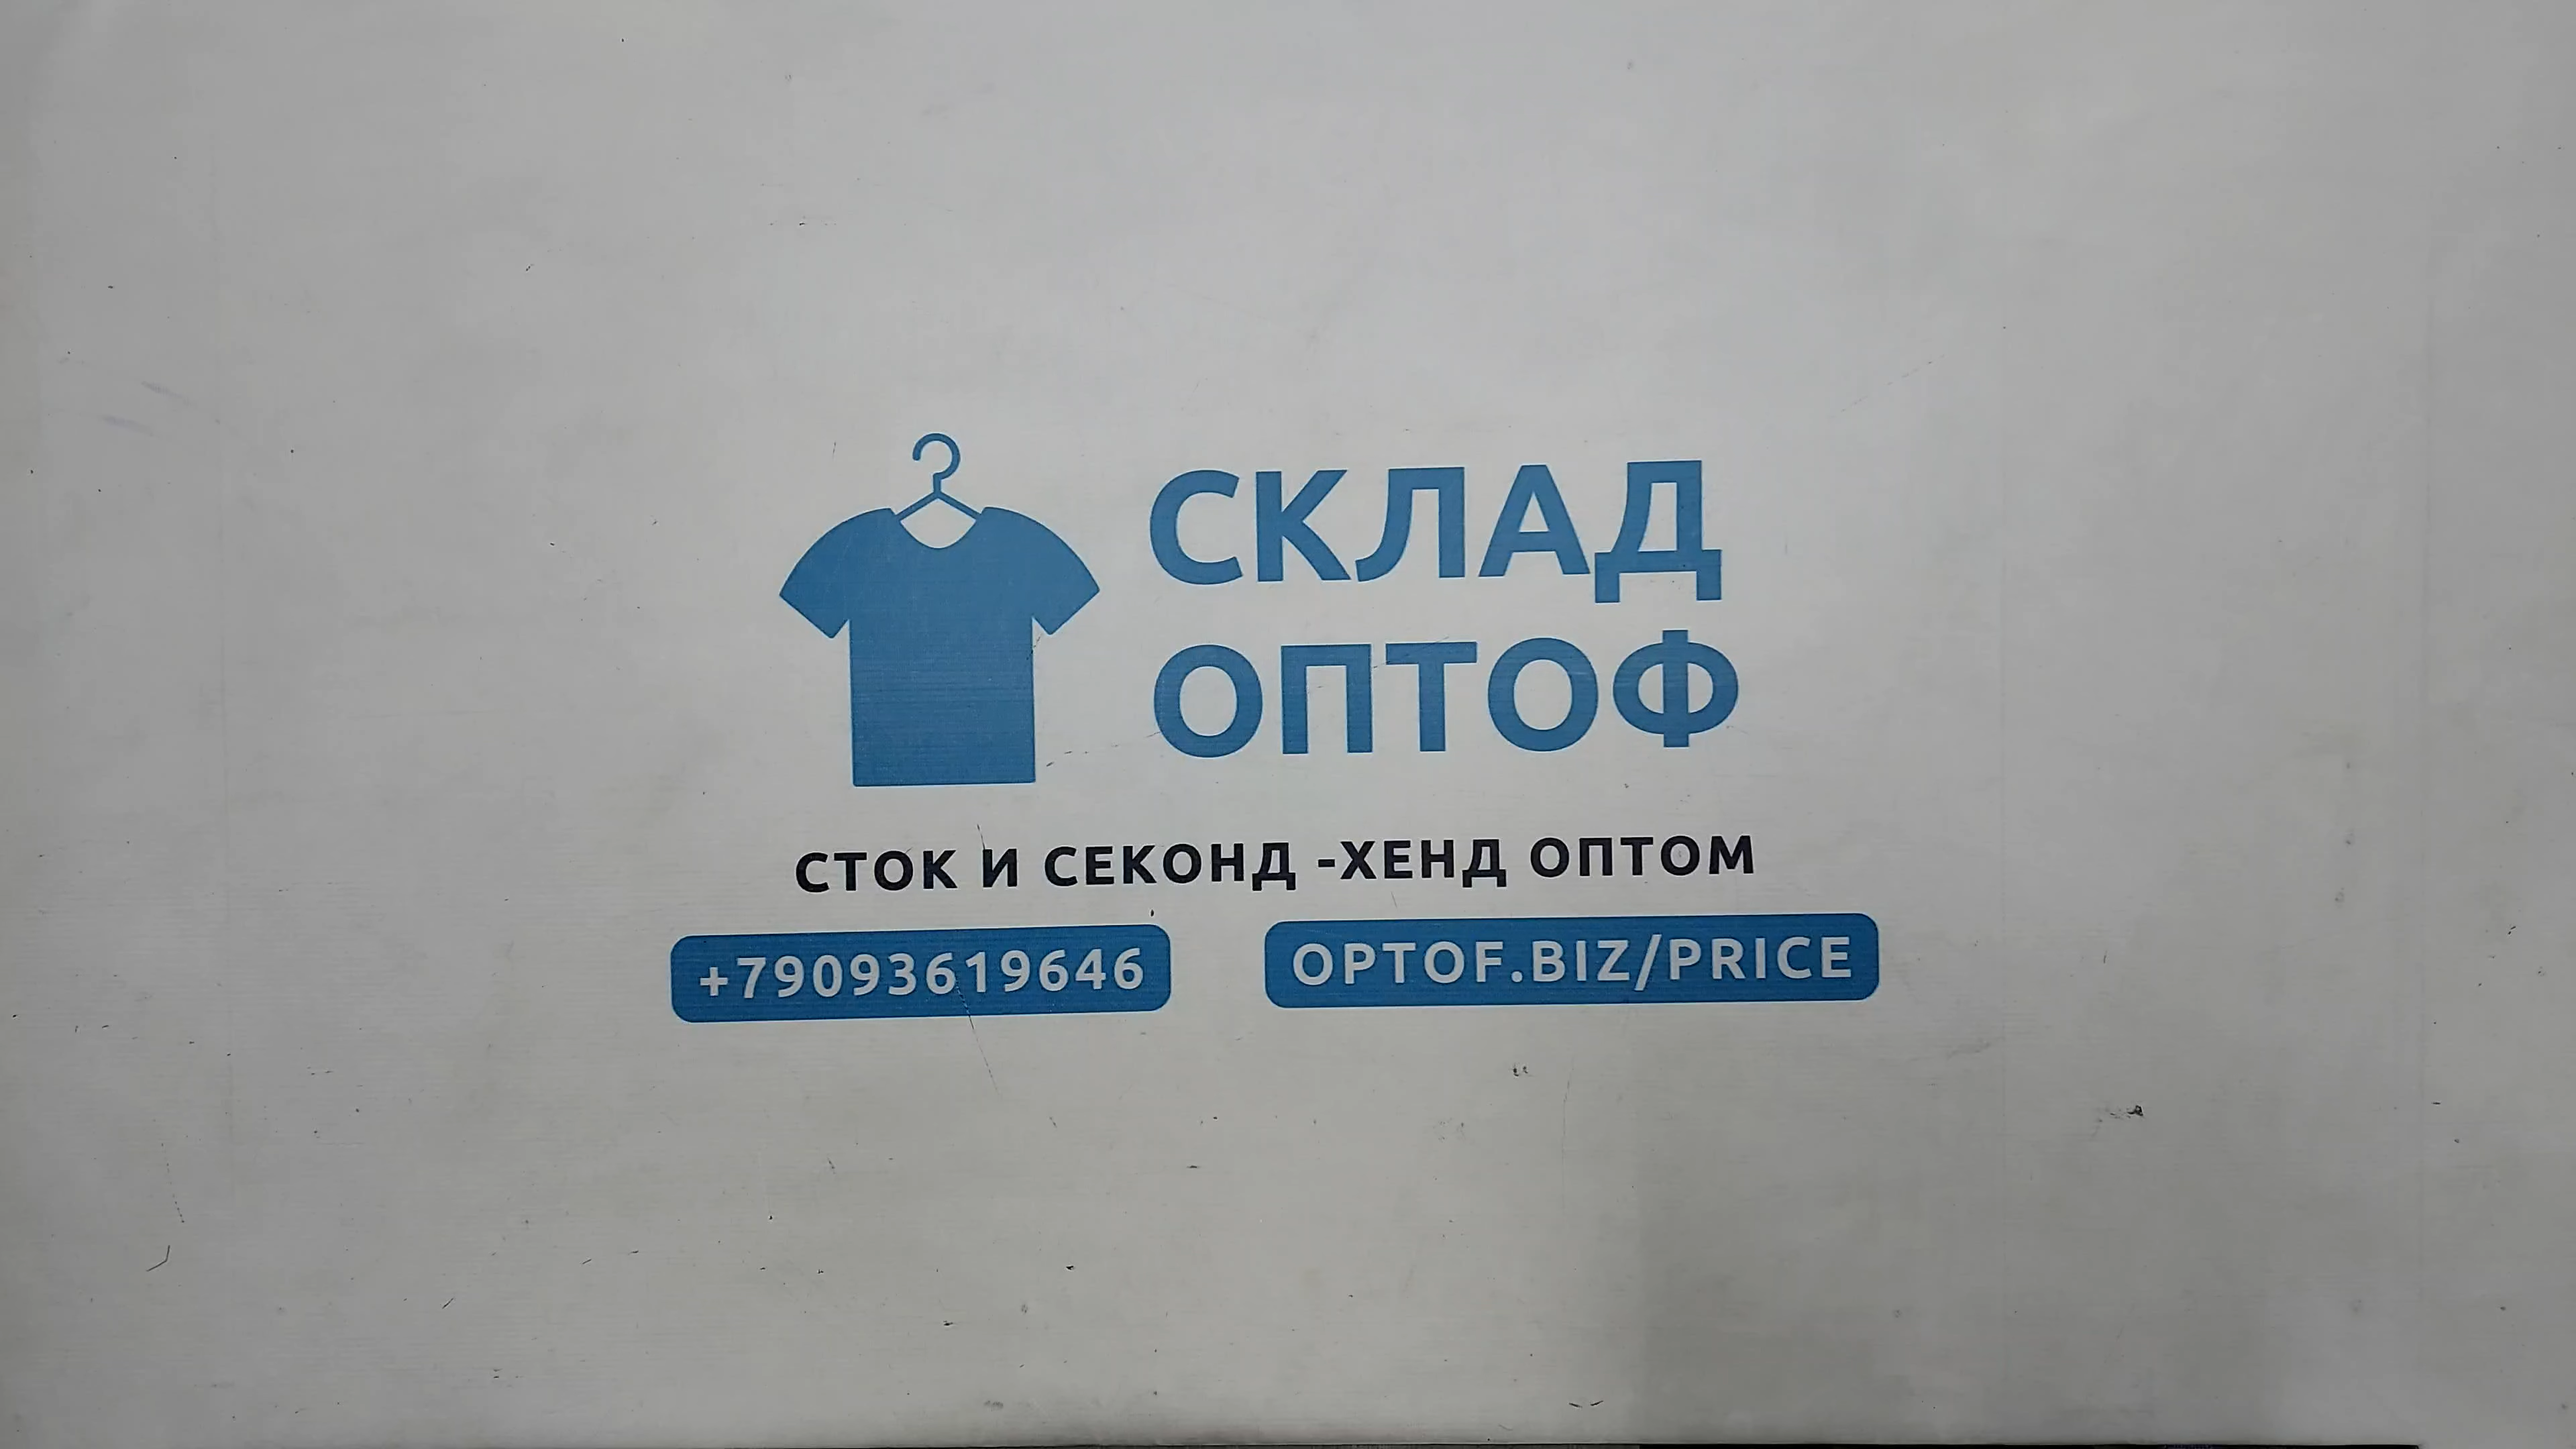 СКЛАД
ОПТОФ
СТОК И СЕКОНД -ХЕНД ОПТОМ
+79093619646
OPTOF.BIZ/PRICE